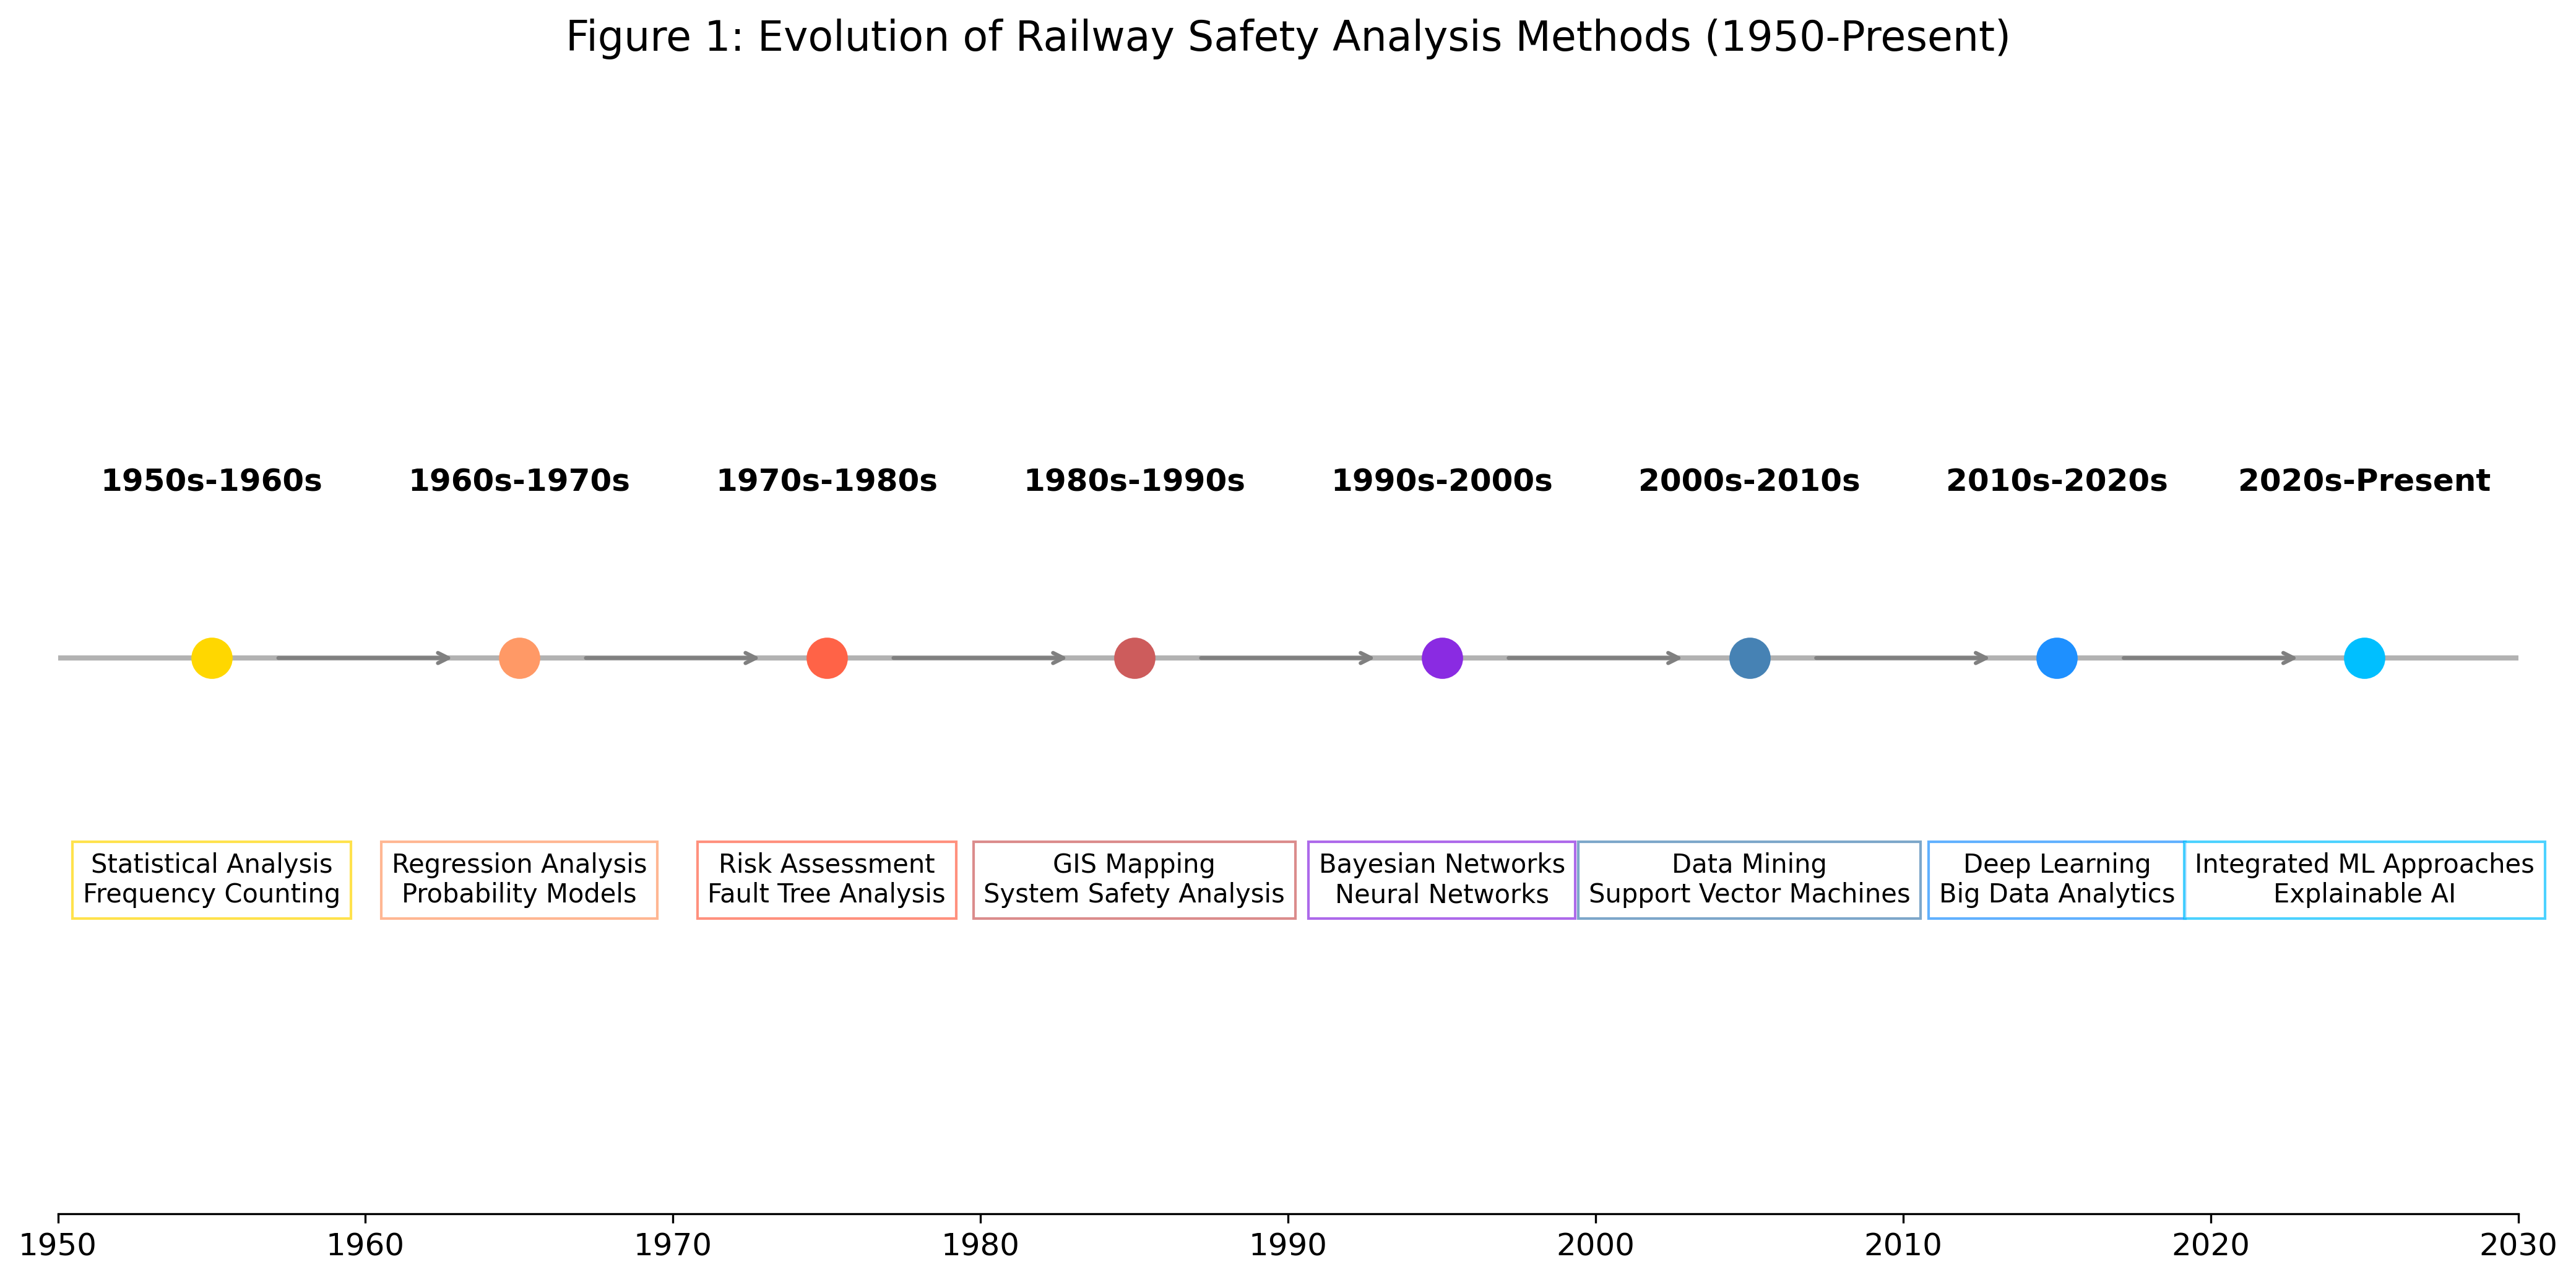 Figure 1: Evolution of Railway Safety Analysis Methods (1950-Present)
1950s-1960s
1960s-1970s
1970s-1980s
1980s-1990s
1990s-2000s
2000s-2010s
2010s-2020s
2020s-Present
Statistical Analysis
Frequency Counting
Regression Analysis
Probability Models
Risk Assessment
Fault Tree Analysis
GIS Mapping
System Safety Analysis
Bayesian Networks
Neural Networks
Data Mining
Support Vector Machines
Deep Learning
Big Data Analytics
Integrated ML Approaches
Explainable AI
1950
1960
1970
1980
1990
2000
2010
2020
2030